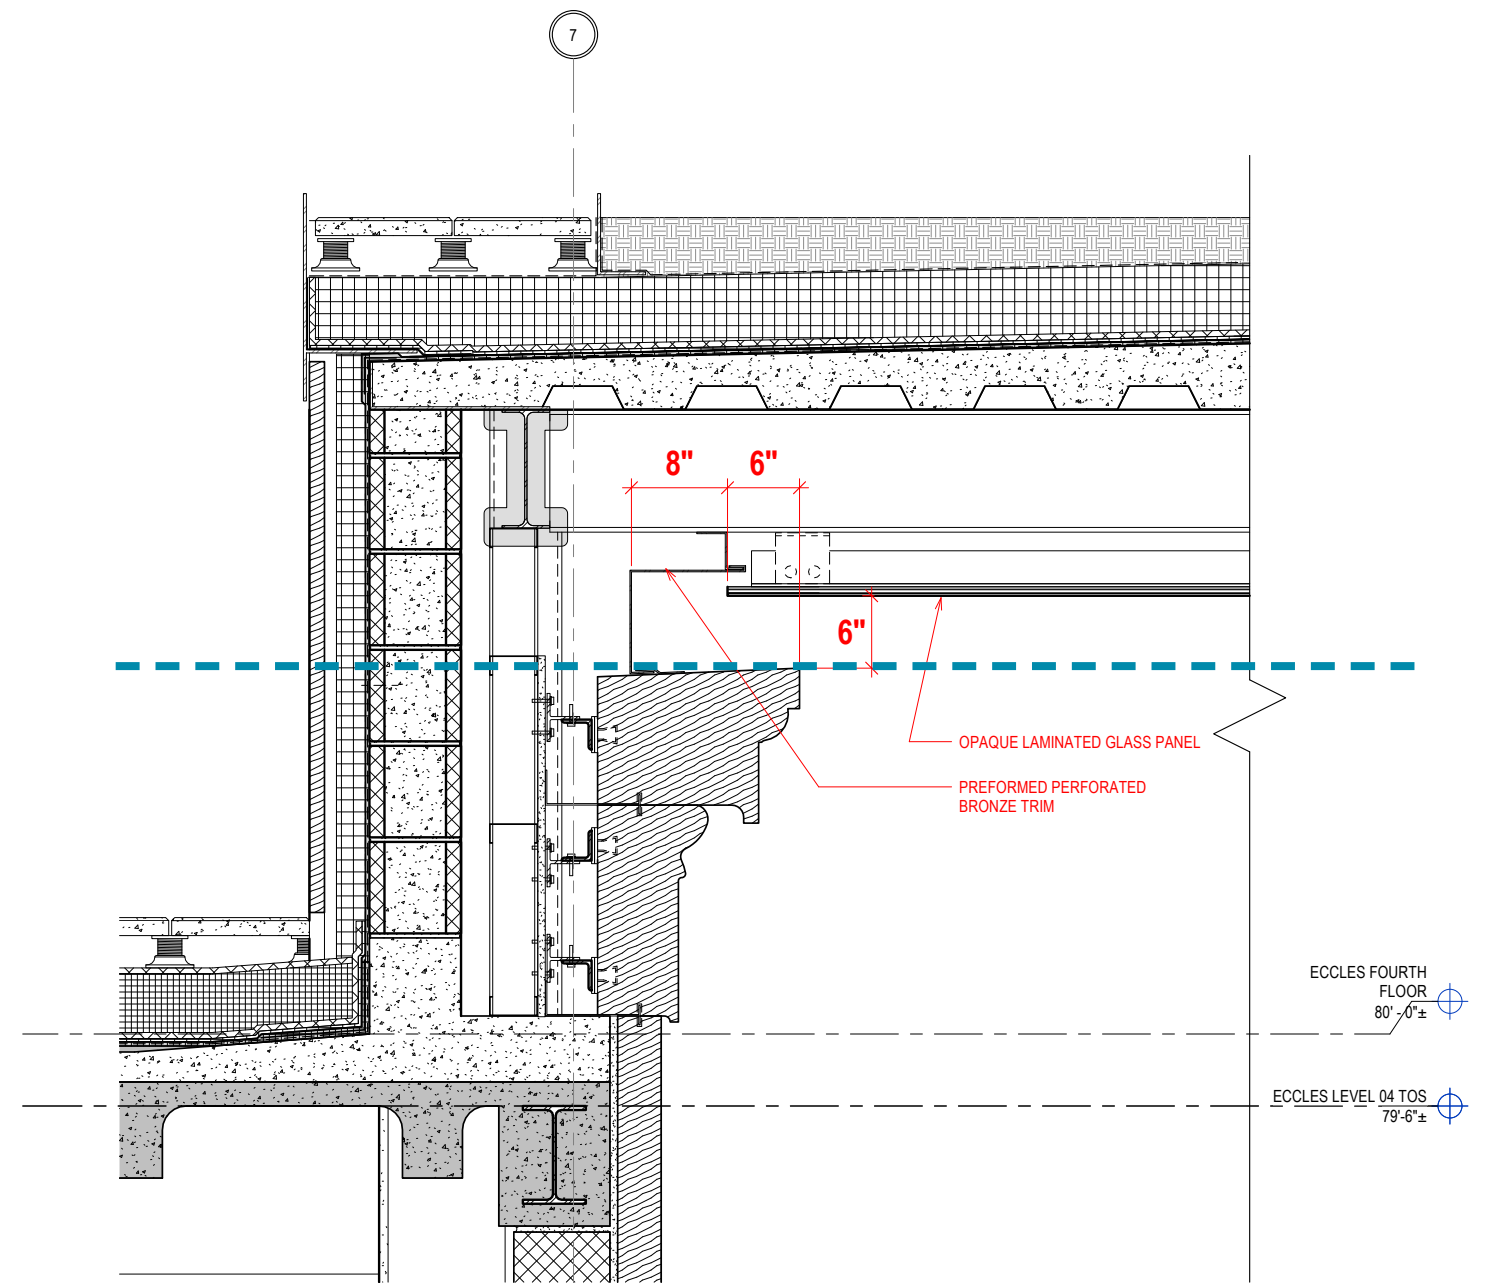 7
8"
6"
6"
OPAQUE LAMINATED GLASS PANEL
PREFORMED PERFORATED
BRONZE TRIM
ECCLES FOURTH
FLOOR
80' - 0"±
ECCLES LEVEL 04 TOS
79'-6"±